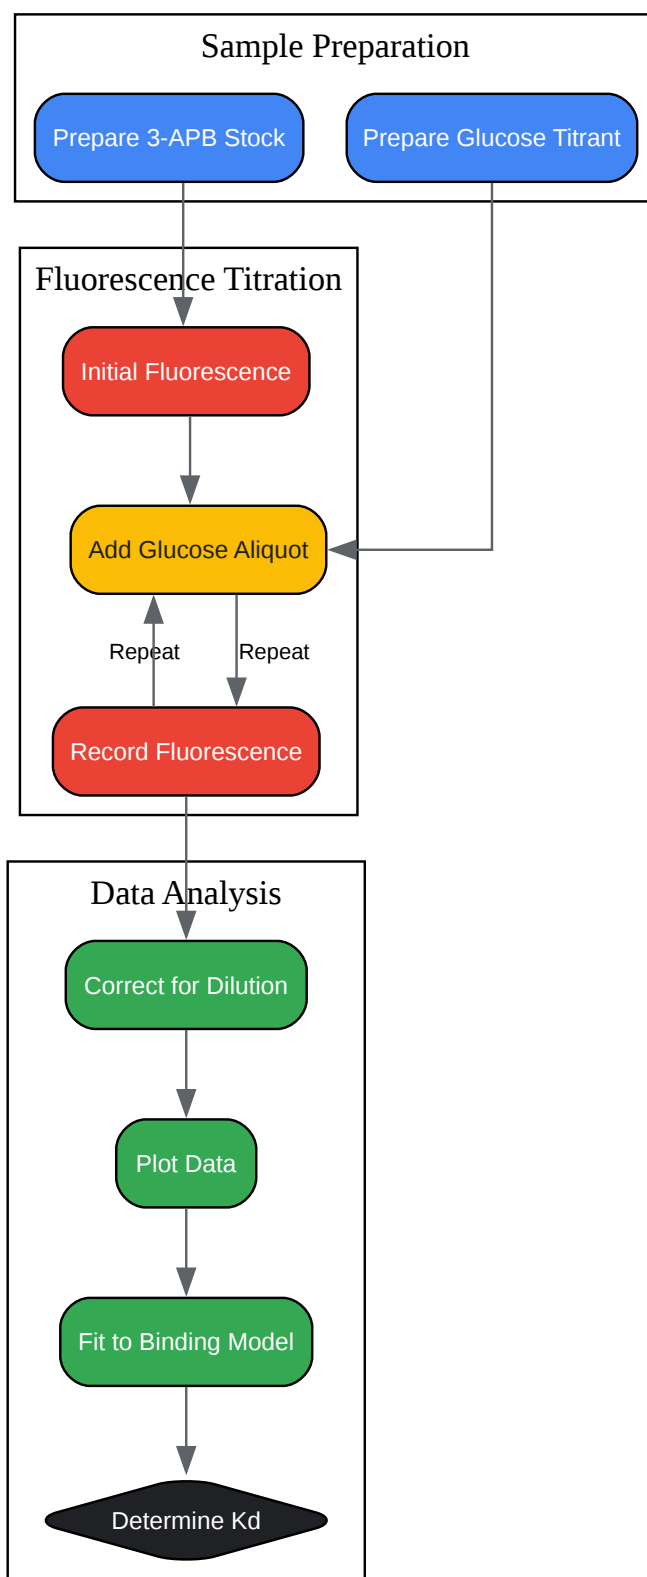 Sample Preparation
Prepare 3-APB Stock
Prepare Glucose Titrant
Fluorescence Titration
Initial Fluorescence
Add Glucose Aliquot
Repeat
Repeat
Record Fluorescence
Data Analysis
Correct for Dilution
Plot Data
Fit to Binding Model
Determine Kd